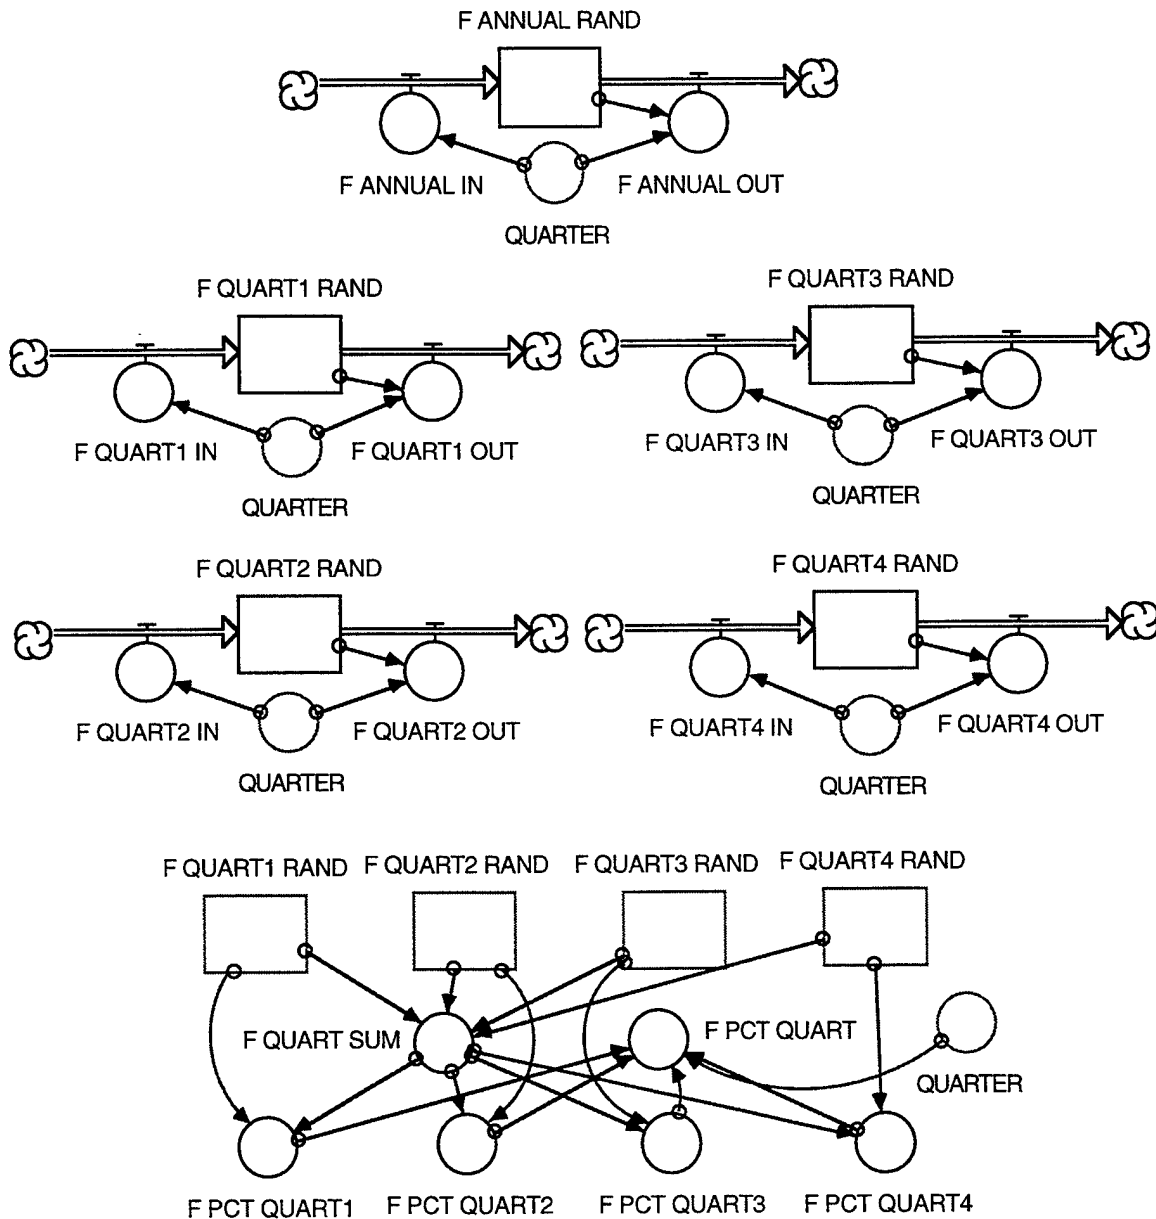 F ANNUAL RAND
F ANNUAL IN
F ANNUAL OUT
QUARTER
F QUART1 RAND
F QUART3 RAND
F QUART1 IN
F QUART1 OUT
F QUART3 IN
F QUART3 OUT
QUARTER
QUARTER
F QUART2 RAND
F QUART4 RAND
F QUART2 IN
F QUART2 OUT
F QUART4 IN
F QUART4 OUT
QUARTER
QUARTER
F QUART1 RAND
F QUART2 RAND
F QUART3 RAND
F QUART4 RAND
F QUART SUM
F PCT QUART
QUARTER
F PCT QUART1
F PCT QUART2
F PCT QUART3
F PCT QUART4